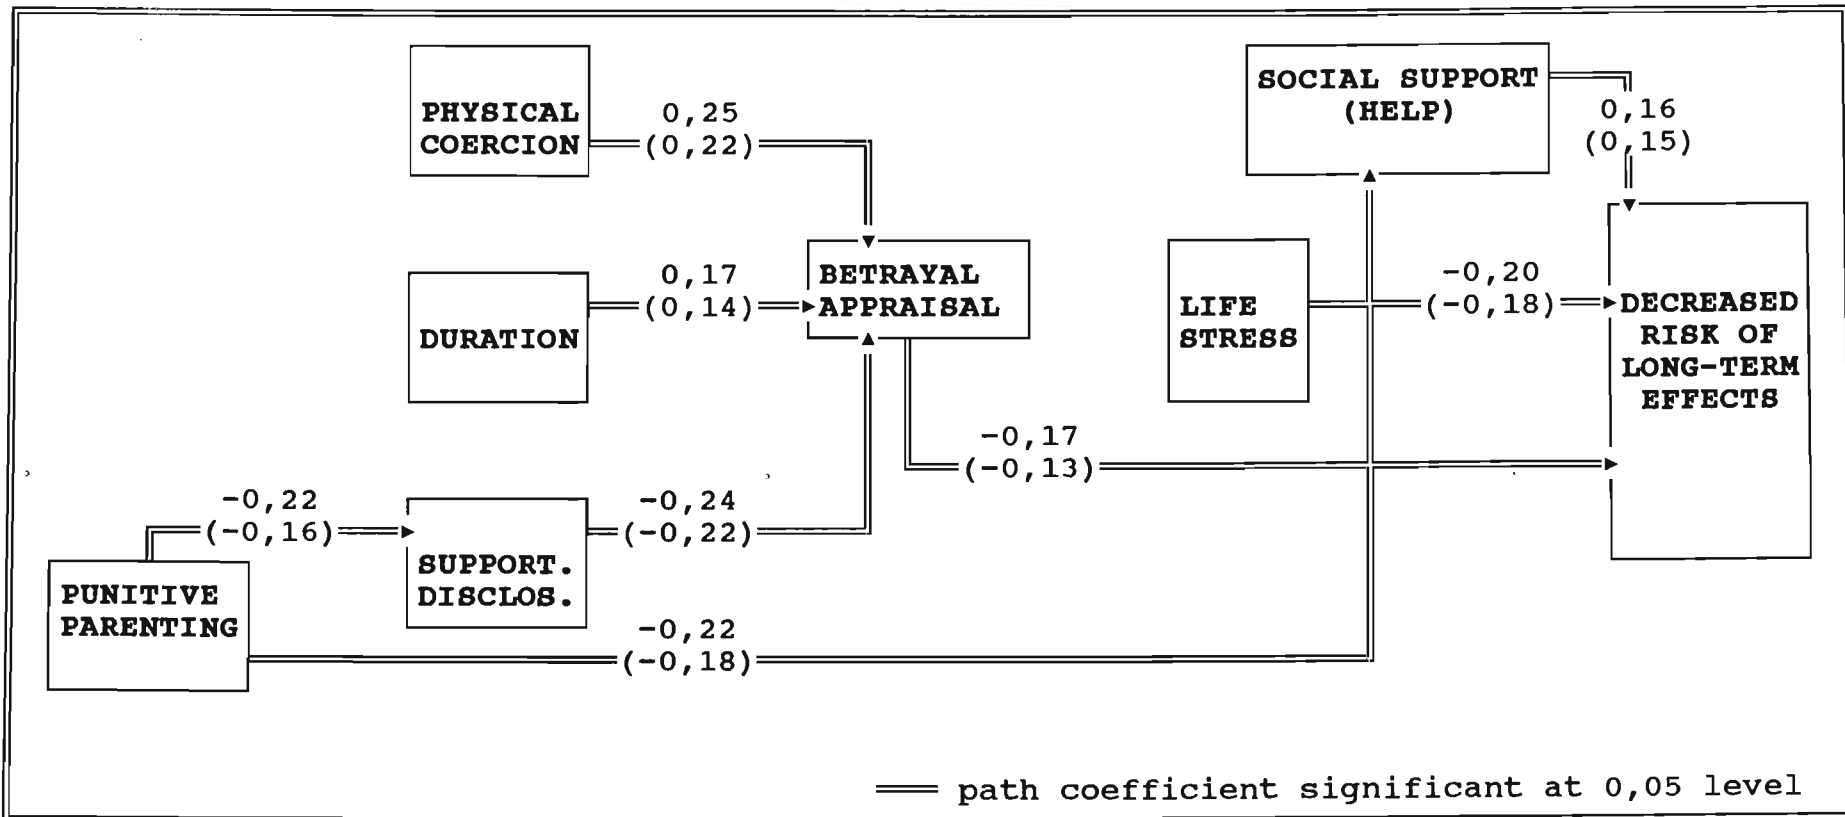 PHYSICAL
COERCION
0,25
(0,22)
SOCIAL SUPPORT
(HELP)
0,16
(0,15)
DURATION
0,17
(0,14)
BETRAYAL
APPRAISAL
LIFE
STRESS
-0,20
(-0,18)
DECREASED
RISK OF
LONG-TERM
EFFECTS
-0,17
(-0,13)
-0,22
(-0,16)
SUPPORT.
DISCLOS.
-0,24
(-0,22)
PUNITIVE
PARENTING
-0,22
(-0,18)
path coefficient significant at 0,05 level